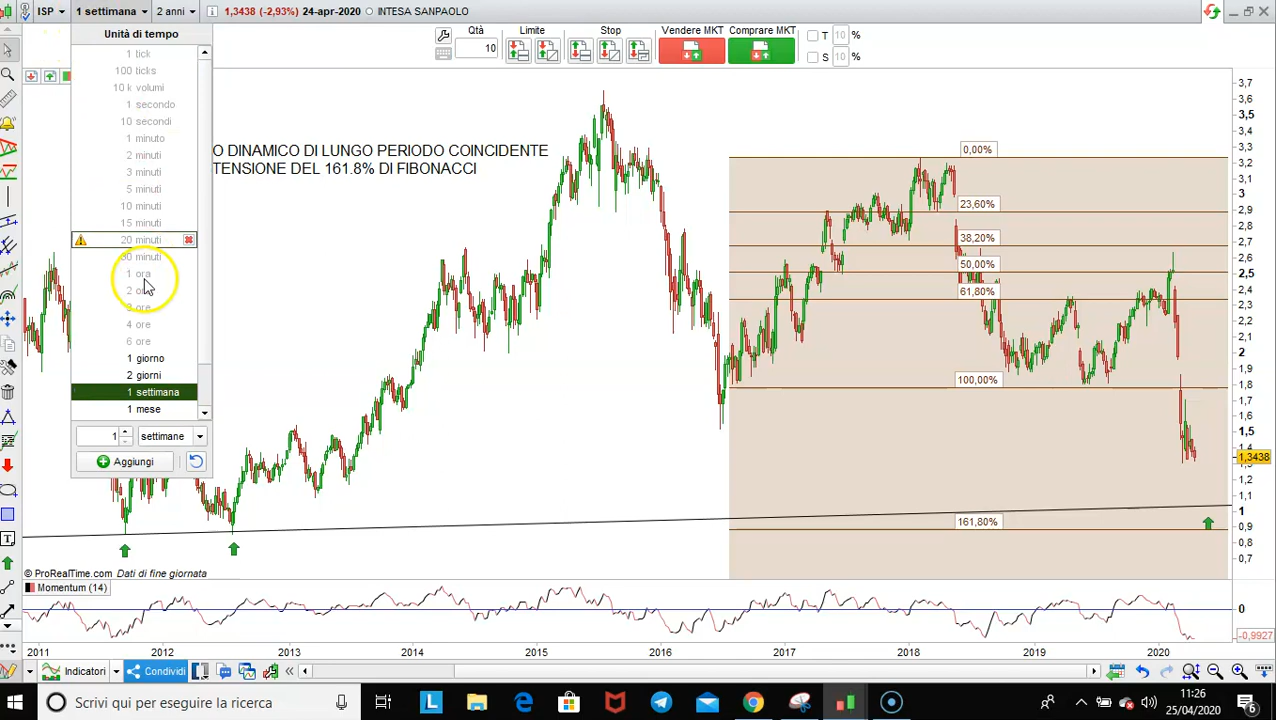 ISP 1 settimana 2 anni 1,3438 (-2,93%) 24-apr-2020 INTESA SANPAOLO
Unità di tempo
1 tick
100 ticks
10 k volumi
1 secondo
10 secondi
1 minuto
2 minuti
3 minuti
5 minuti
10 minuti
15 minuti
20 minuti
30 minuti
1 ora
2 ore
3 ore
4 ore
6 ore
1 giorno
2 giorni
1 settimana
1 mese
1 settimane
Aggiungi
Qtà Limite Stop Vendere MKT Comprare MKT
10
T 10 %
S 10 %
O DINAMICO DI LUNGO PERIODO COINCIDENTE
TENSIONE DEL 161.8% DI FIBONACCI
0,00%
23,60%
38,20%
50,00%
61,80%
100,00%
161,80%
3,7
3,6
3,5
3,4
3,3
3,2
3,1
3
2,9
2,8
2,7
2,6
2,5
2,4
2,3
2,2
2,1
2
1,9
1,8
1,7
1,6
1,5
1,4
1,3438
1,2
1,1
1
0,9
0,8
0,7
© ProRealTime.com Dati di fine giornata
Momentum (14)
0
-0,9927
2011 2012 2013 2014 2015 2016 2017 2018 2019 2020
Indicatori Condividi
Scrivi qui per eseguire la ricerca
11:26
25/04/2020
6